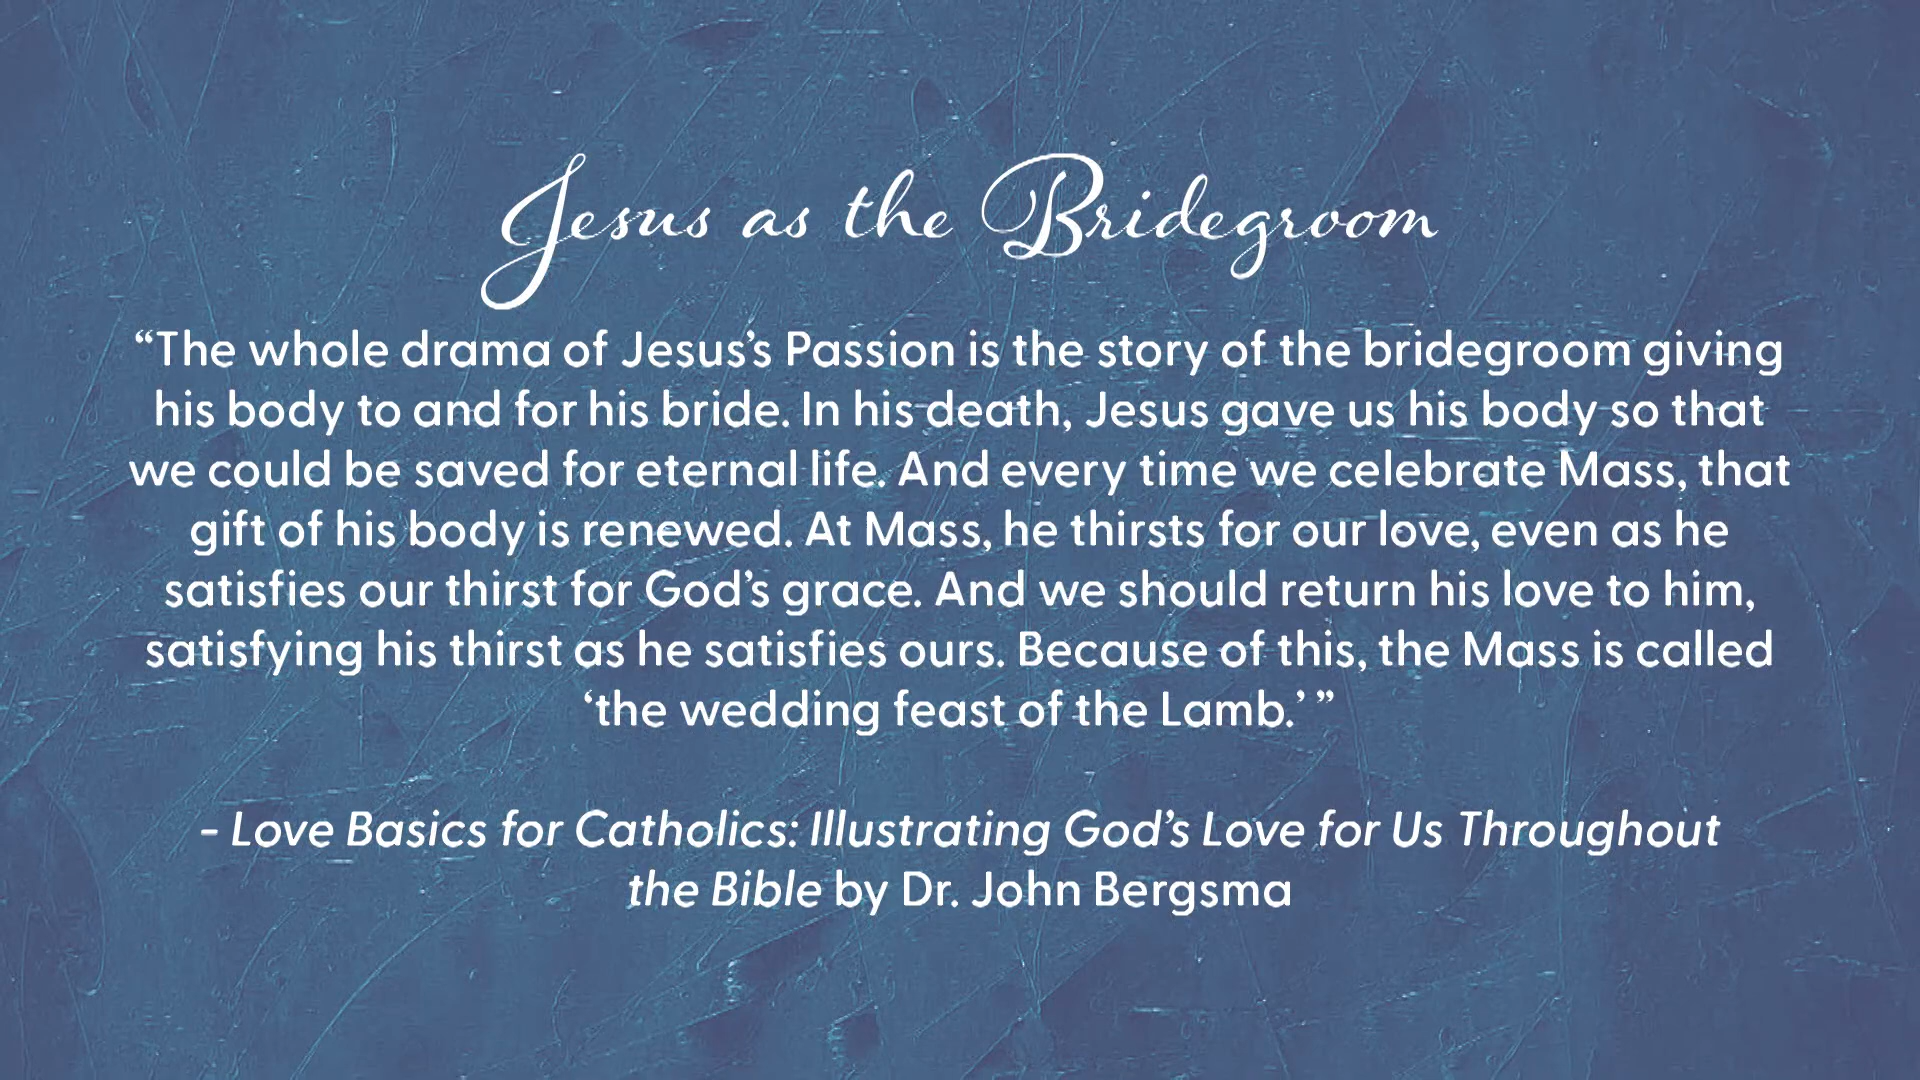 Jesus as the Bridegroom
“The whole drama of Jesus’s Passion is the story of the bridegroom giving
his body to and for his bride. In his death, Jesus gave us his body so that
we could be saved for eternal life. And every time we celebrate Mass, that
gift of his body is renewed. At Mass, he thirsts for our love, even as he
satisfies our thirst for God’s grace. And we should return his love to him,
satisfying his thirst as he satisfies ours. Because of this, the Mass is called
‘the wedding feast of the Lamb.’ ”
- Love Basics for Catholics: Illustrating God’s Love for Us Throughout
the Bible by Dr. John Bergsma